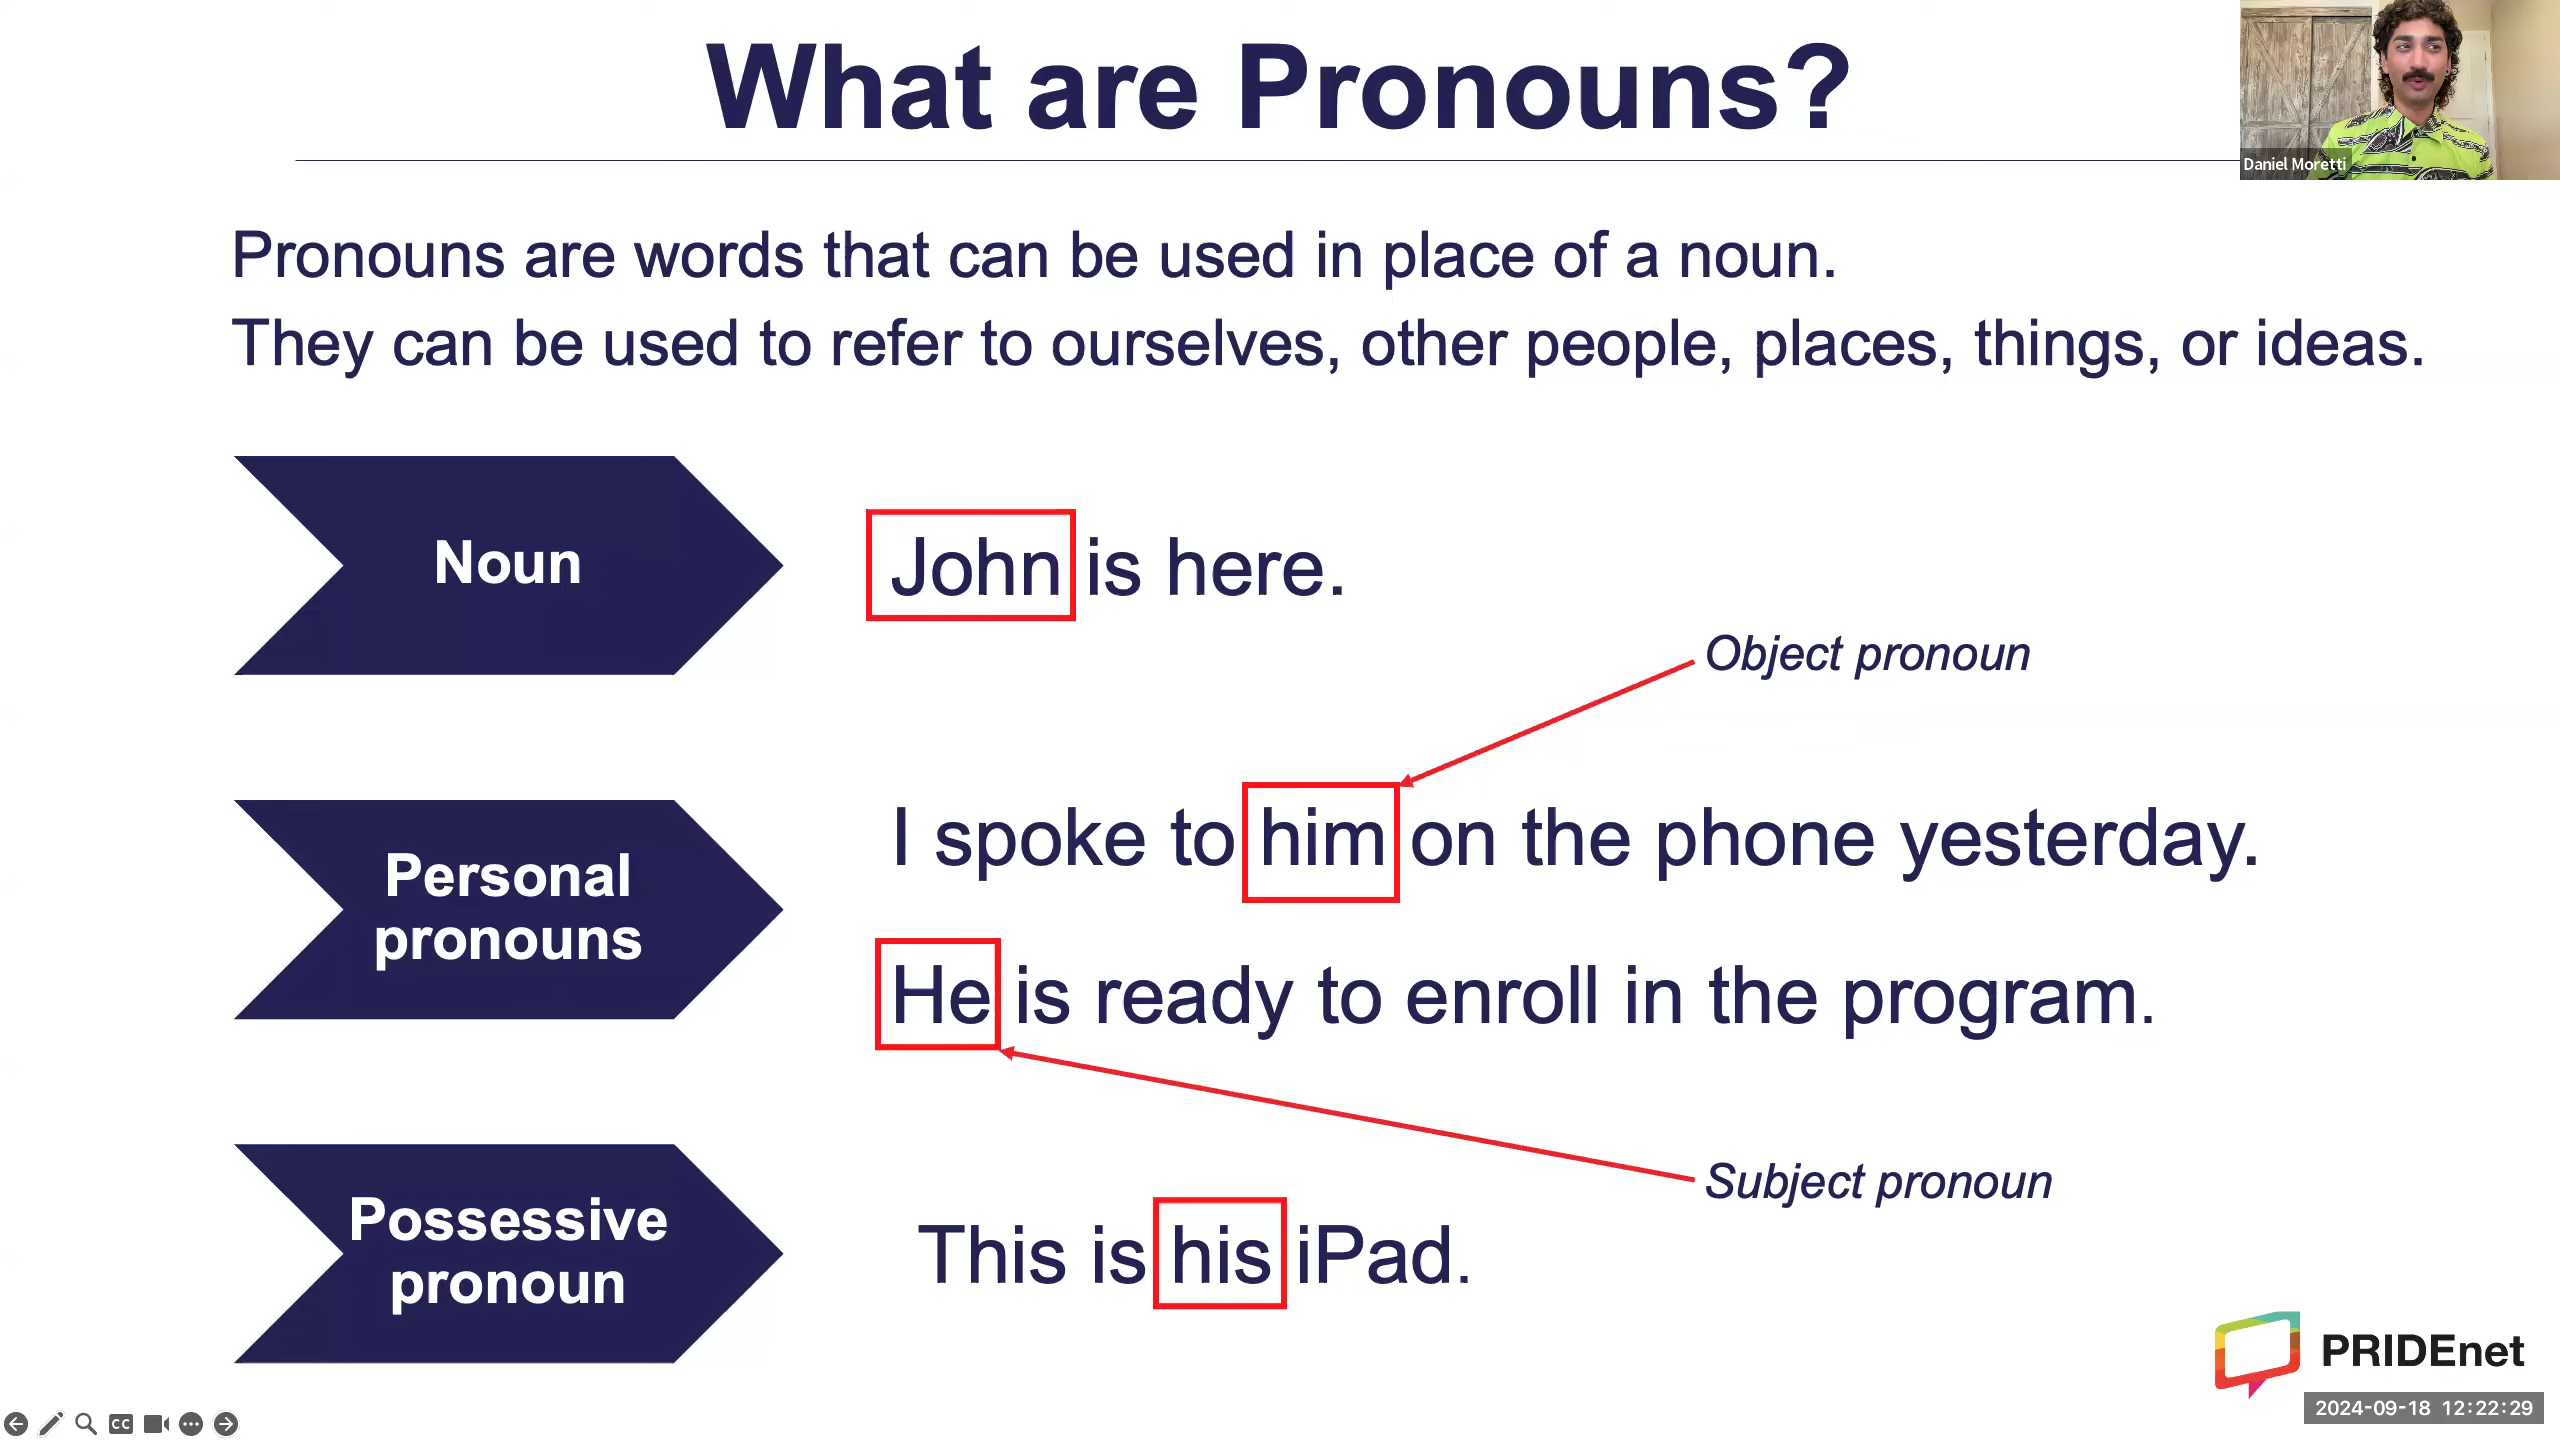 What are Pronouns?
Daniel Moretti
Pronouns are words that can be used in place of a noun.
They can be used to refer to ourselves, other people, places, things, or ideas.
Noun
John is here.
Object pronoun
Personal
pronouns
I spoke to him on the phone yesterday.
He is ready to enroll in the program.
Subject pronoun
Possessive
pronoun
This is his iPad.
PRIDEnet
2024-09-18 12:22:29
CC